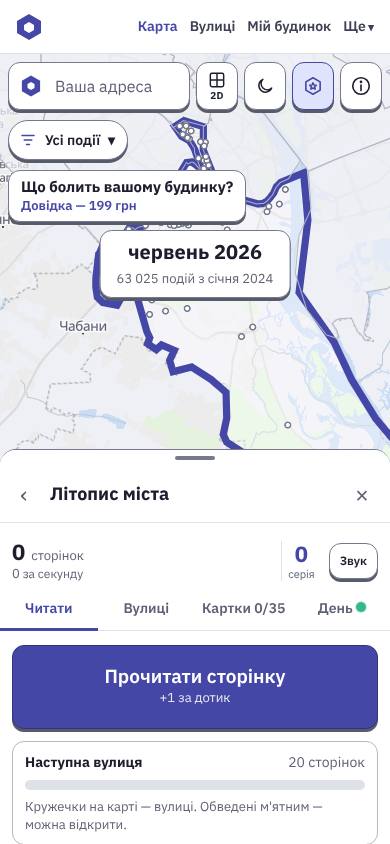 Карта Вулиці Мій будинок Ще ▾
Ваша адреса
2D
Усі події ▾
Що болить вашому будинку?
Довідка — 199 грн
червень 2026
63 025 подій з січня 2024
Чабани
‹ Літопис міста ×
0 сторінок
0 за секунду
0
серія
Звук
Читати Вулиці Картки 0/35 День
Прочитати сторінку
+1 за дотик
Наступна вулиця 20 сторінок
Кружечки на карті — вулиці. Обведені м'ятним —
можна відкрити.